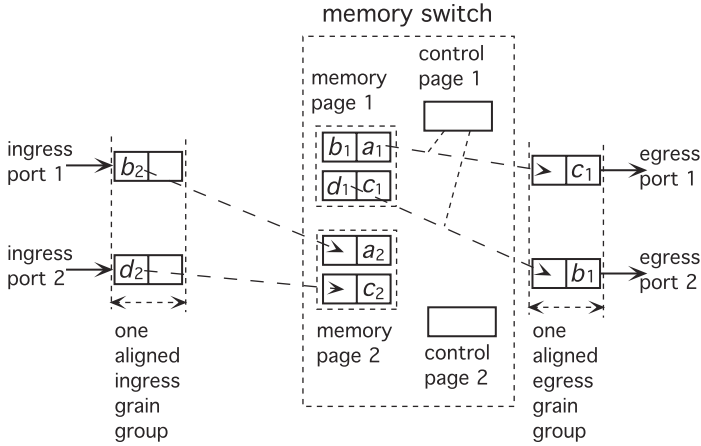 memory switch
control
page 1
memory
page 1
ingress
port 1
b2
b1 a1
d1 c1
c1
egress
port 1
ingress
port 2
d2
a2
c2
b1
egress
port 2
one
aligned
ingress
grain
group
memory
page 2
control
page 2
one
aligned
egress
grain
group